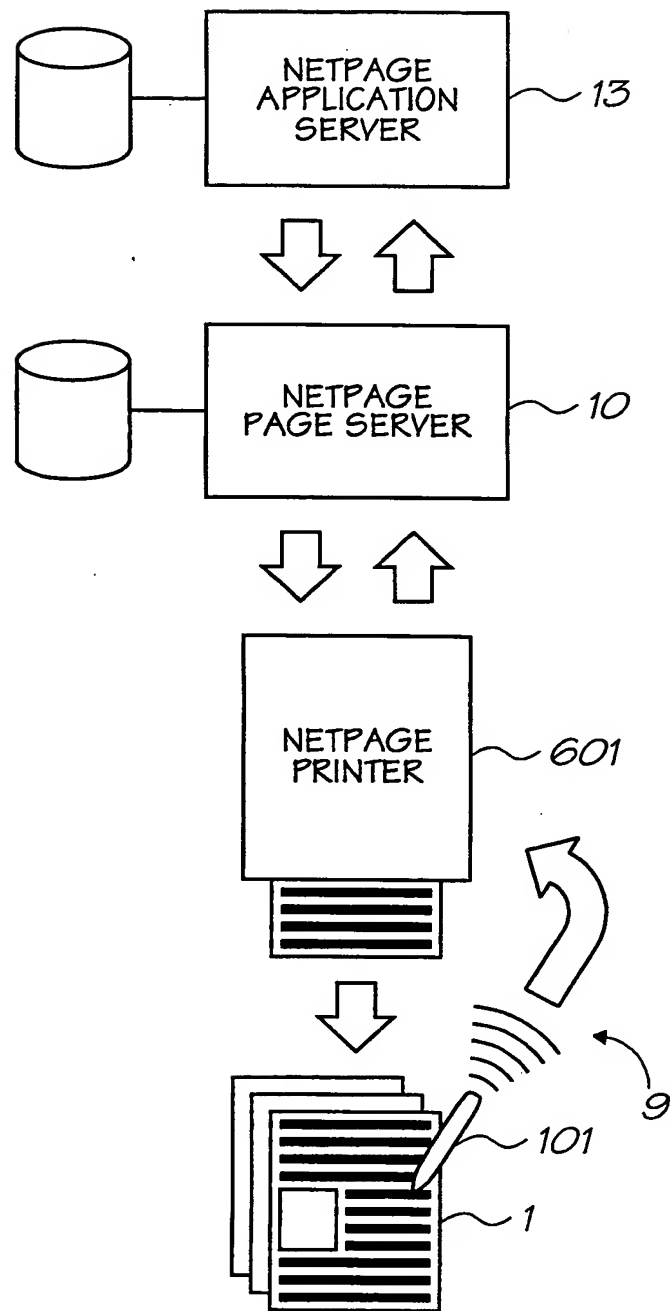 NETPAGE
APPLICATION
SERVER
13
NETPAGE
PAGE SERVER
10
NETPAGE
PRINTER
601
9
101
1